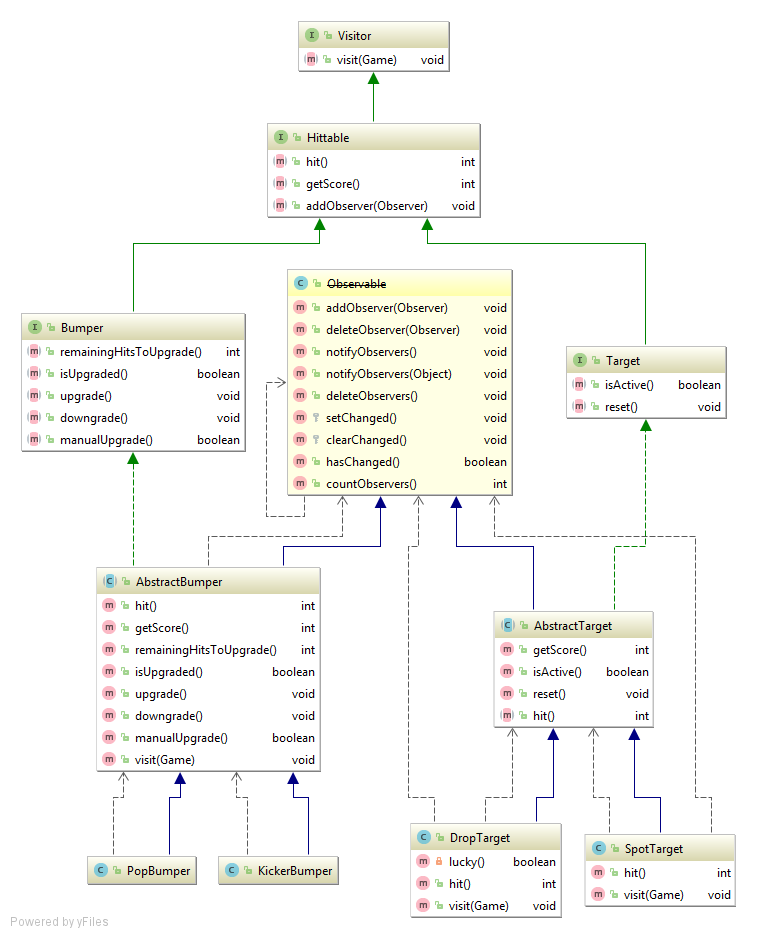 Visitor
visit(Game) void
Hittable
hit() int
getScore() int
addObserver(Observer) void
Observable
addObserver(Observer) void
deleteObserver(Observer) void
notifyObservers() void
notifyObservers(Object) void
deleteObservers() void
setChanged() void
clearChanged() void
hasChanged() boolean
countObservers() int
Bumper
remainingHitsToUpgrade() int
isUpgraded() boolean
upgrade() void
downgrade() void
manualUpgrade() boolean
Target
isActive() boolean
reset() void
AbstractBumper
hit() int
getScore() int
remainingHitsToUpgrade() int
isUpgraded() boolean
upgrade() void
downgrade() void
manualUpgrade() boolean
visit(Game) void
AbstractTarget
getScore() int
isActive() boolean
reset() void
hit() int
PopBumper
KickerBumper
DropTarget
lucky() boolean
hit() int
visit(Game) void
SpotTarget
hit() int
visit(Game) void
Powered by yFiles